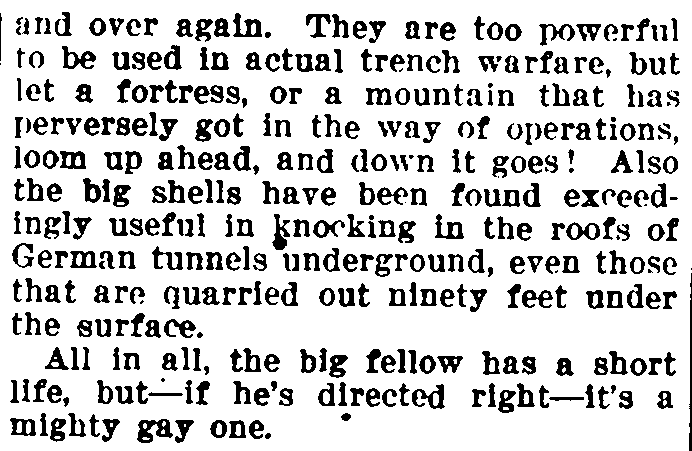 and over again. They are too powerful
to be used in actual trench warfare, but
let a fortress, or a mountain that has
perversely got in the way of operations,
loom up ahead, and down it goes! Also
the big shells have been found exceed-
ingly useful in knocking in the roofs of
German tunnels underground, even those
that are quarried out ninety feet under
the surface.
All in all, the big fellow has a short
life, but—if he's directed right—it's a
mighty gay one.